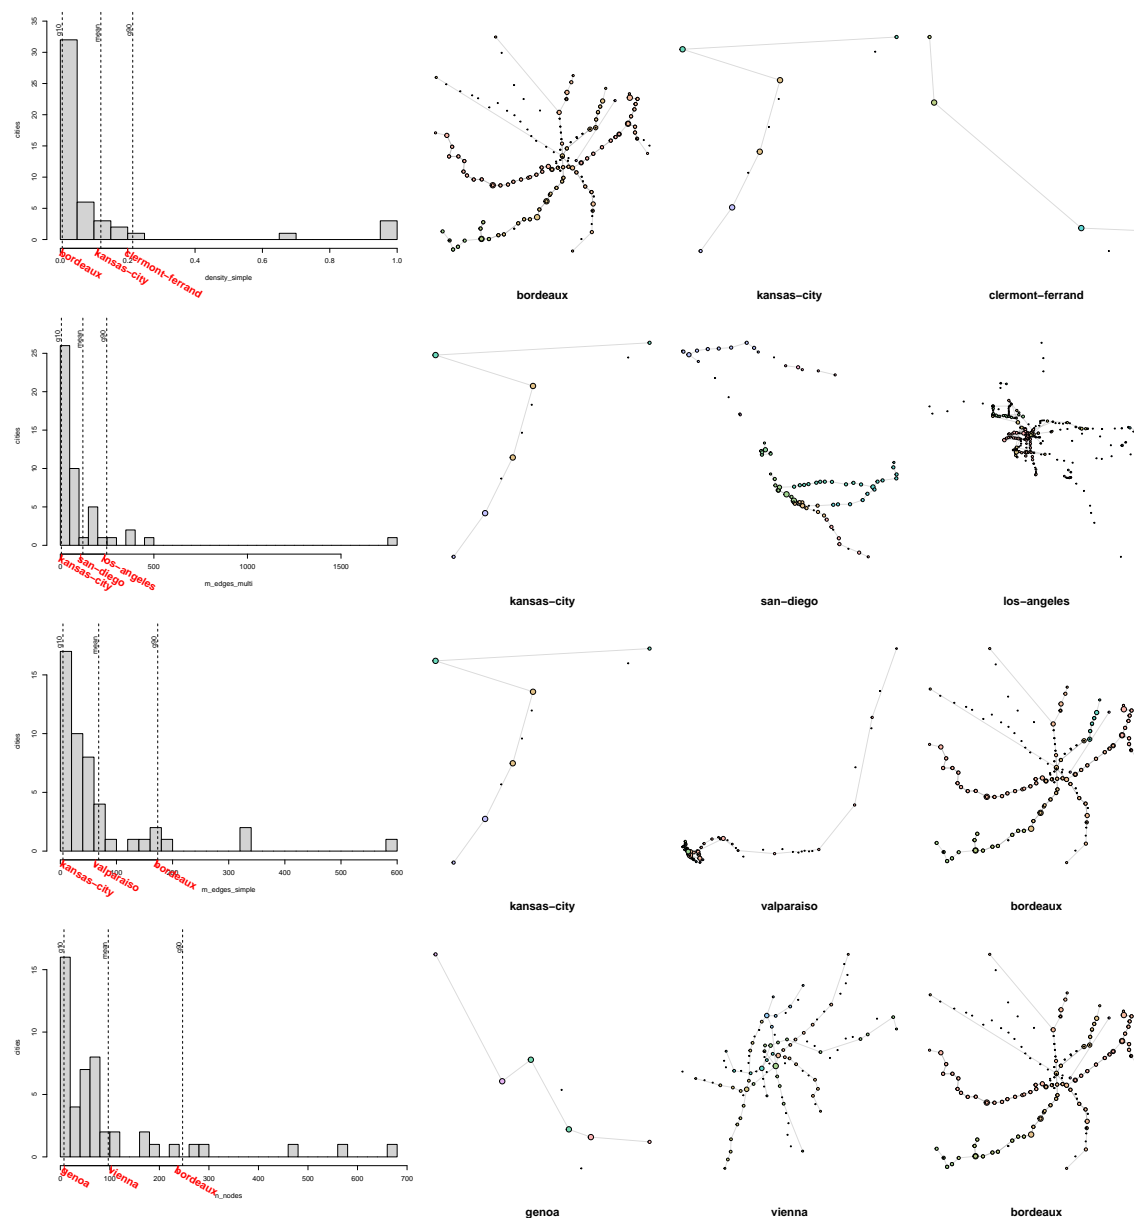 q10
mean
q90
cities
35
30
25
20
15
10
5
0
0.0 0.2 0.4 0.6 0.8 1.0
bordeaux
kansas-city
clermont-ferrand
density_simple
bordeaux
kansas-city
clermont-ferrand
q10
mean
q90
cities
25
20
15
10
5
0
0 500 1000 1500
kansas-city
san-diego
los-angeles
m_edges_multi
kansas-city
san-diego
los-angeles
q10
mean
q90
cities
15
10
5
0
0 100 200 300 400 500 600
kansas-city
valparaiso
bordeaux
m_edges_simple
kansas-city
valparaiso
bordeaux
q10
mean
q90
cities
15
10
5
0
0 100 200 300 400 500 600 700
genoa
vienna
bordeaux
n_nodes
genoa
vienna
bordeaux